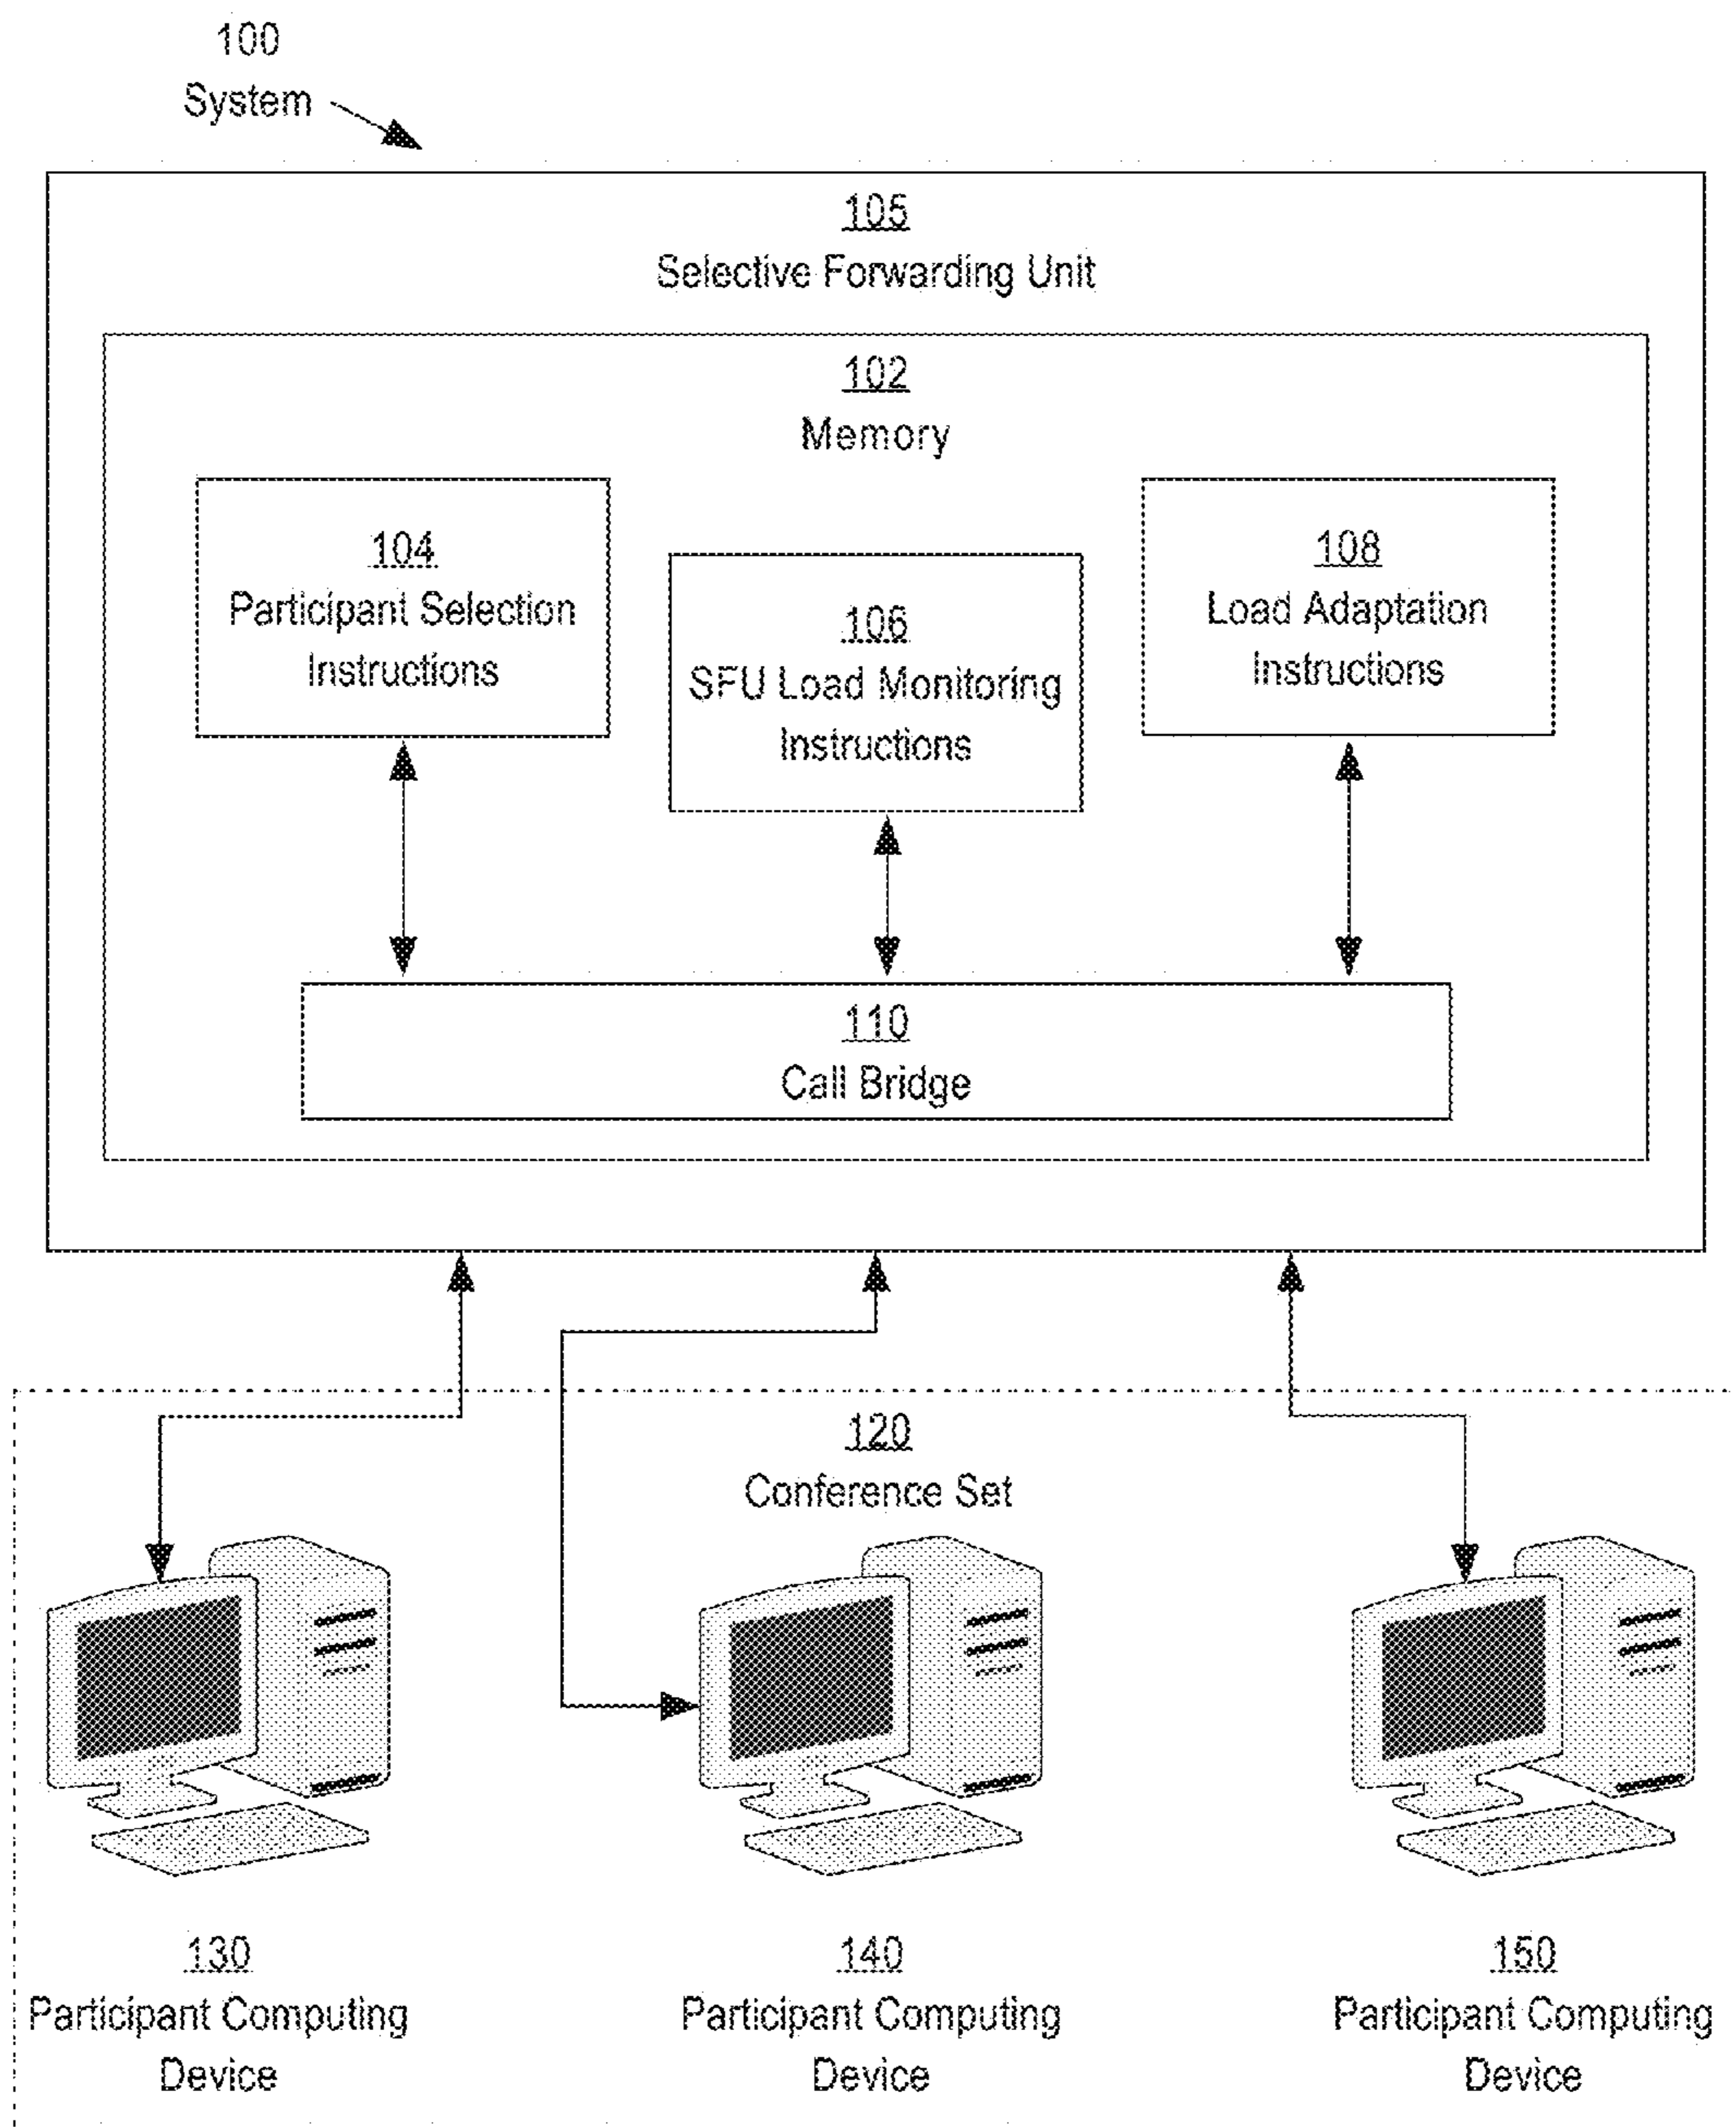 100
System
105
Selective Forwarding Unit
102
Memory
104
Participant Selection
Instructions
106
SFU Load Monitoring
Instructions
108
Load Adaptation
Instructions
110
Call Bridge
120
Conference Set
130
Participant Computing
Device
140
Participant Computing
Device
150
Participant Computing
Device